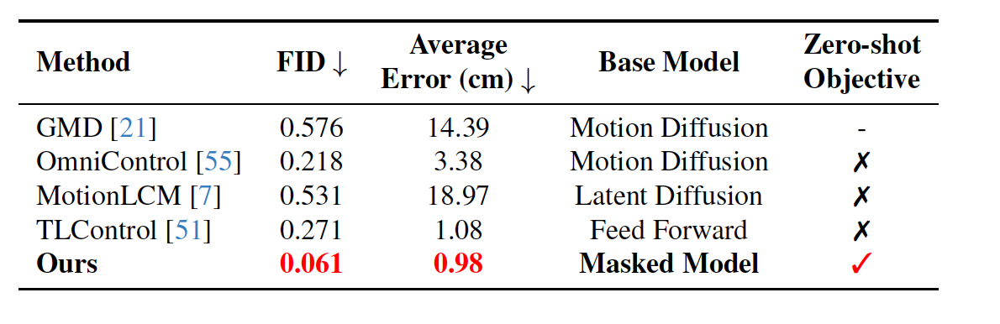 Method FID ↓ Average Error (cm) ↓ Base Model Zero-shot Objective
GMD [21] 0.576 14.39 Motion Diffusion -
OmniControl [55] 0.218 3.38 Motion Diffusion ✗
MotionLCM [7] 0.531 18.97 Latent Diffusion ✗
TLControl [51] 0.271 1.08 Feed Forward ✗
Ours 0.061 0.98 Masked Model ✓